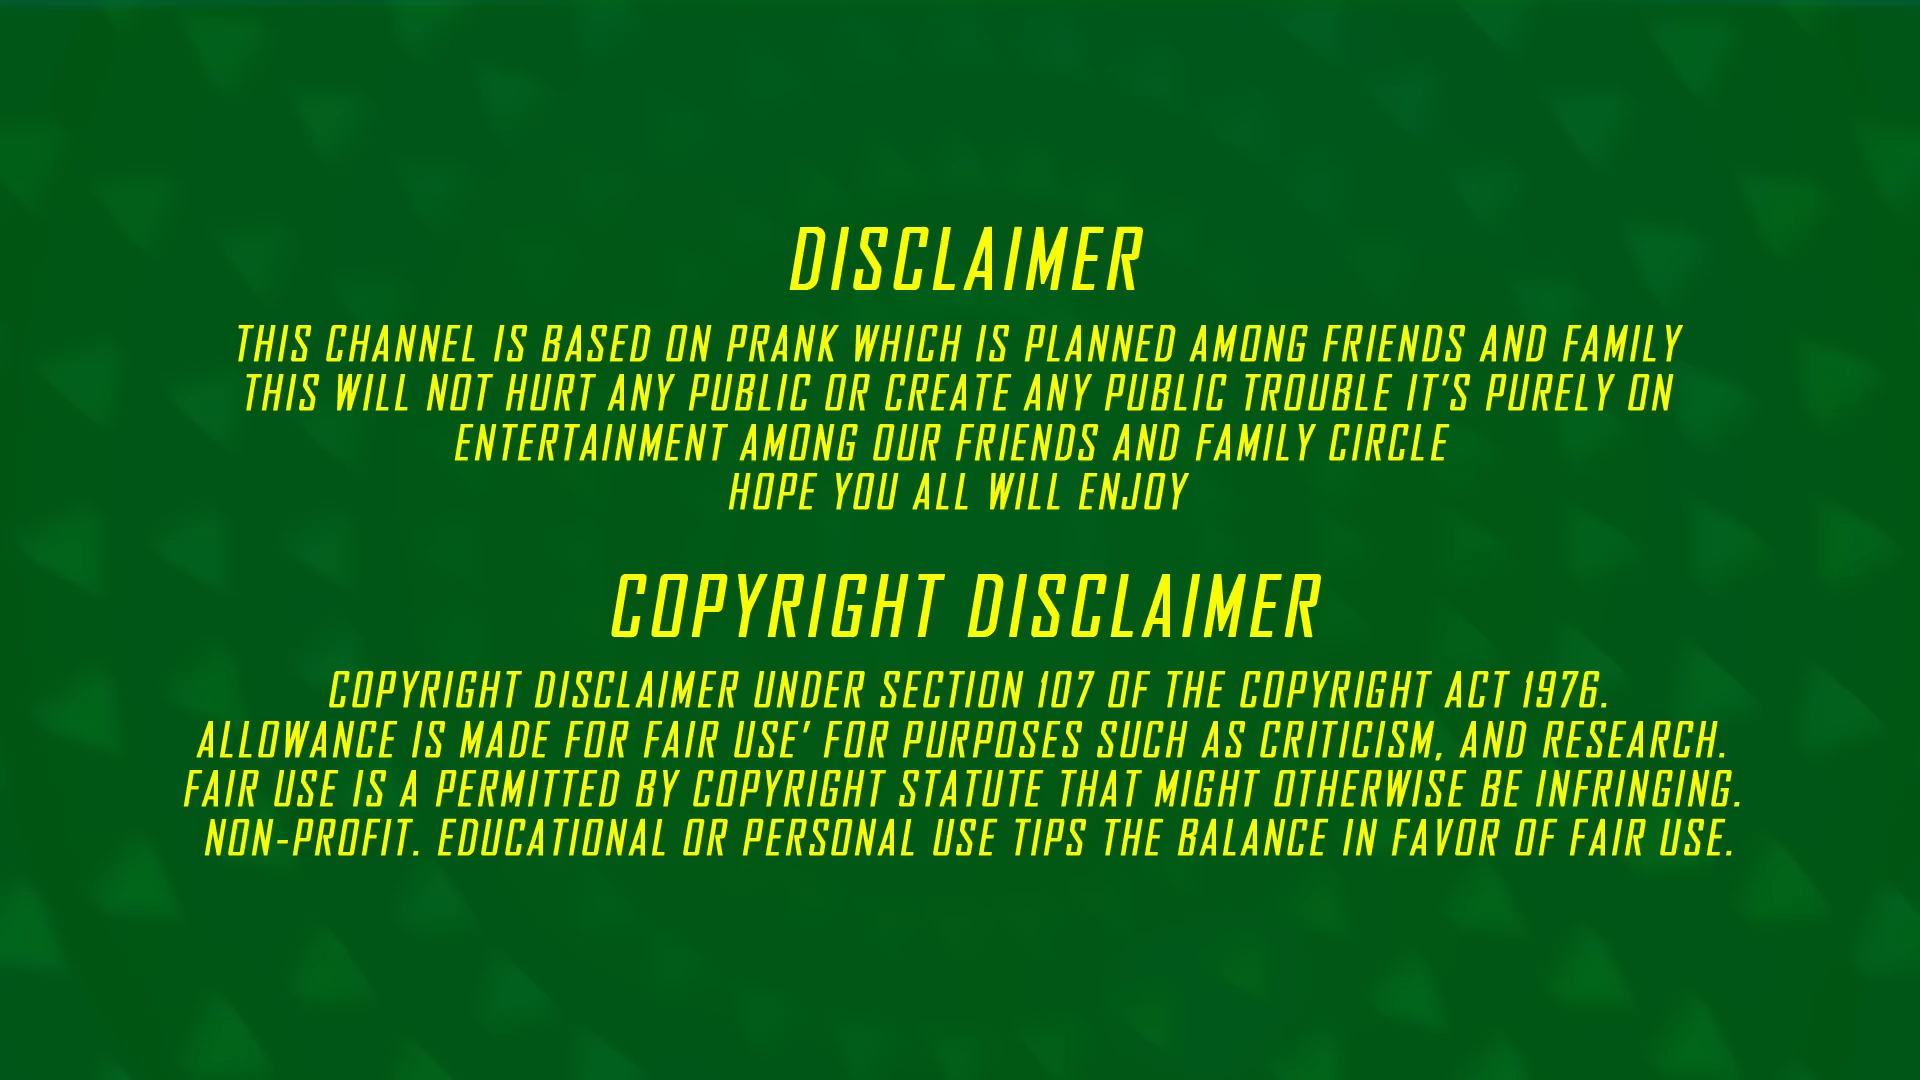 DISCLAIMER
THIS CHANNEL IS BASED ON PRANK WHICH IS PLANNED AMONG FRIENDS AND FAMILY
THIS WILL NOT HURT ANY PUBLIC OR CREATE ANY PUBLIC TROUBLE IT'S PURELY ON
ENTERTAINMENT AMONG OUR FRIENDS AND FAMILY CIRCLE
HOPE YOU ALL WILL ENJOY
COPYRIGHT DISCLAIMER
COPYRIGHT DISCLAIMER UNDER SECTION 107 OF THE COPYRIGHT ACT 1976.
ALLOWANCE IS MADE FOR FAIR USE' FOR PURPOSES SUCH AS CRITICISM, AND RESEARCH.
FAIR USE IS A PERMITTED BY COPYRIGHT STATUTE THAT MIGHT OTHERWISE BE INFRINGING.
NON-PROFIT. EDUCATIONAL OR PERSONAL USE TIPS THE BALANCE IN FAVOR OF FAIR USE.